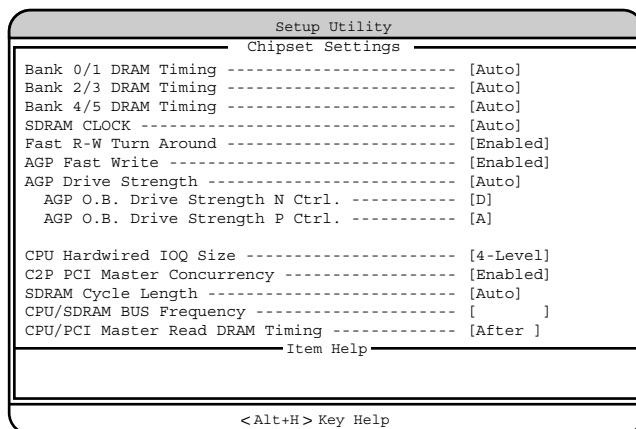 Setup Utility
Chipset Settings
Bank 0/1 DRAM Timing ------------------------ [Auto]
Bank 2/3 DRAM Timing ------------------------ [Auto]
Bank 4/5 DRAM Timing ------------------------ [Auto]
SDRAM CLOCK --------------------------------- [Auto]
Fast R-W Turn Around ------------------------ [Enabled]
AGP Fast Write ------------------------------ [Enabled]
AGP Drive Strength -------------------------- [Auto]
AGP O.B. Drive Strength N Ctrl. ----------- [D]
AGP O.B. Drive Strength P Ctrl. ----------- [A]
CPU Hardwired IOQ Size ---------------------- [4-Level]
C2P PCI Master Concurrency ------------------ [Enabled]
SDRAM Cycle Length -------------------------- [Auto]
CPU/SDRAM BUS Frequency --------------------- [       ]
CPU/PCI Master Read DRAM Timing ------------- [After ]
Item Help
<Alt+H> Key Help